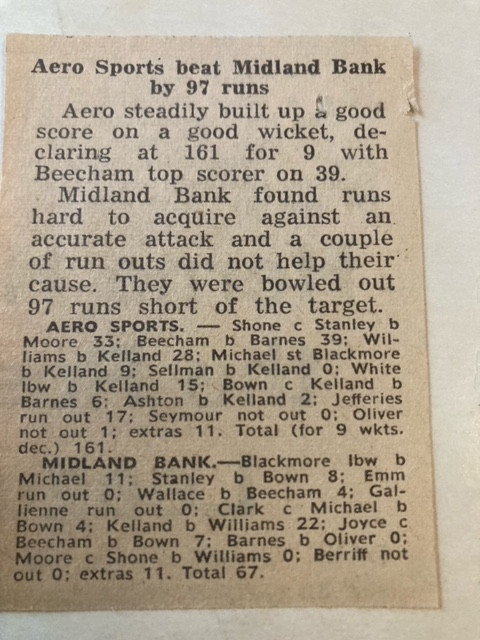 Aero Sports beat Midland Bank
by 97 runs
Aero steadily built up a good
score on a good wicket, de-
claring at 161 for 9 with
Beecham top scorer on 39.
Midland Bank found runs
hard to acquire against an
accurate attack and a couple
of run outs did not help their
cause. They were bowled out
97 runs short of the target.
AERO SPORTS. — Shone c Stanley b
Moore 33; Beecham b Barnes 39; Wil-
liams b Kelland 28; Michael st Blackmore
b Kelland 9; Sellman b Kelland 0; White
lbw b Kelland 15; Bown c Kelland b
Barnes 6; Ashton b Kelland 2; Jefferies
run out 17; Seymour not out 0; Oliver
not out 1; extras 11. Total (for 9 wkts.
dec.) 161.
MIDLAND BANK.—Blackmore lbw b
Michael 11; Stanley b Bown 8; Emm
run out 0; Wallace b Beecham 4; Gal-
lienne run out 0; Clark c Michael b
Bown 4; Kelland b Williams 22; Joyce c
Beecham b Bown 7; Barnes b Oliver 0;
Moore c Shone b Williams 0; Berriff not
out 0; extras 11. Total 67.